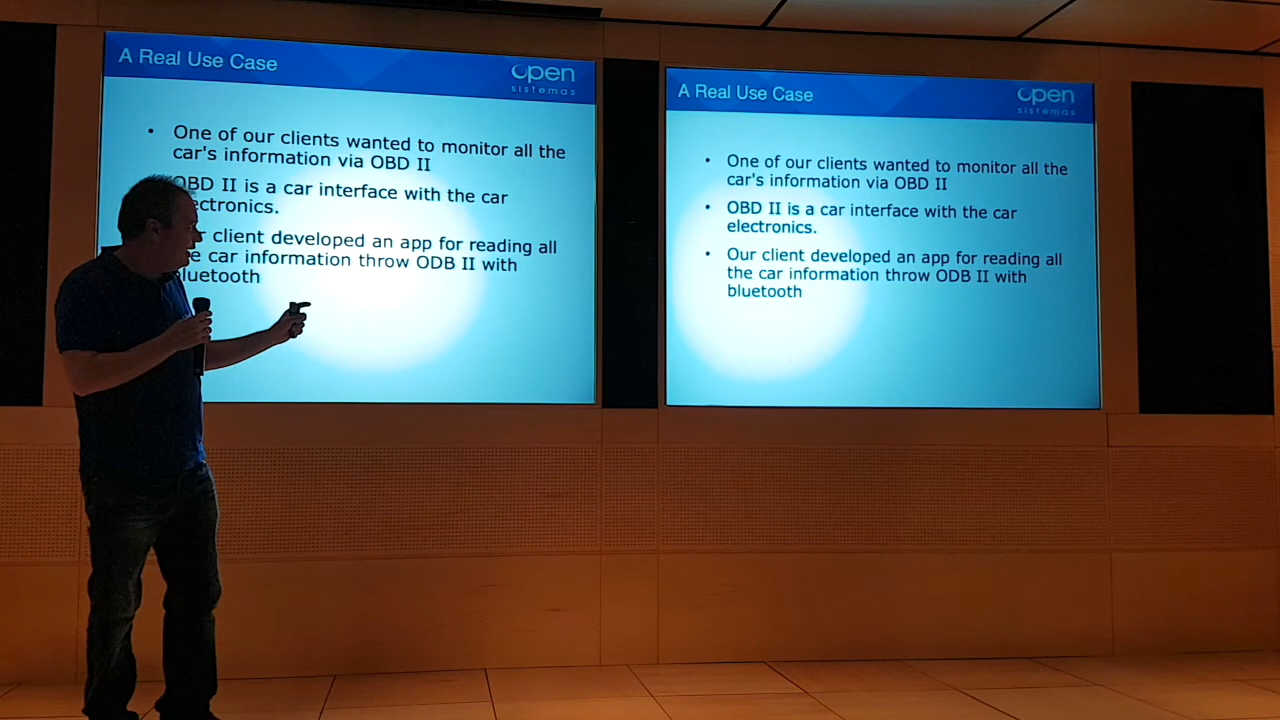 A Real Use Case
open
sistemas
• One of our clients wanted to monitor all the
car's information via OBD II
OBD II is a car interface with the car
ectronics.
r client developed an app for reading all
e car information throw ODB II with
bluetooth
A Real Use Case
open
sistemas
• One of our clients wanted to monitor all the
car's information via OBD II
• OBD II is a car interface with the car
electronics.
• Our client developed an app for reading all
the car information throw ODB II with
bluetooth